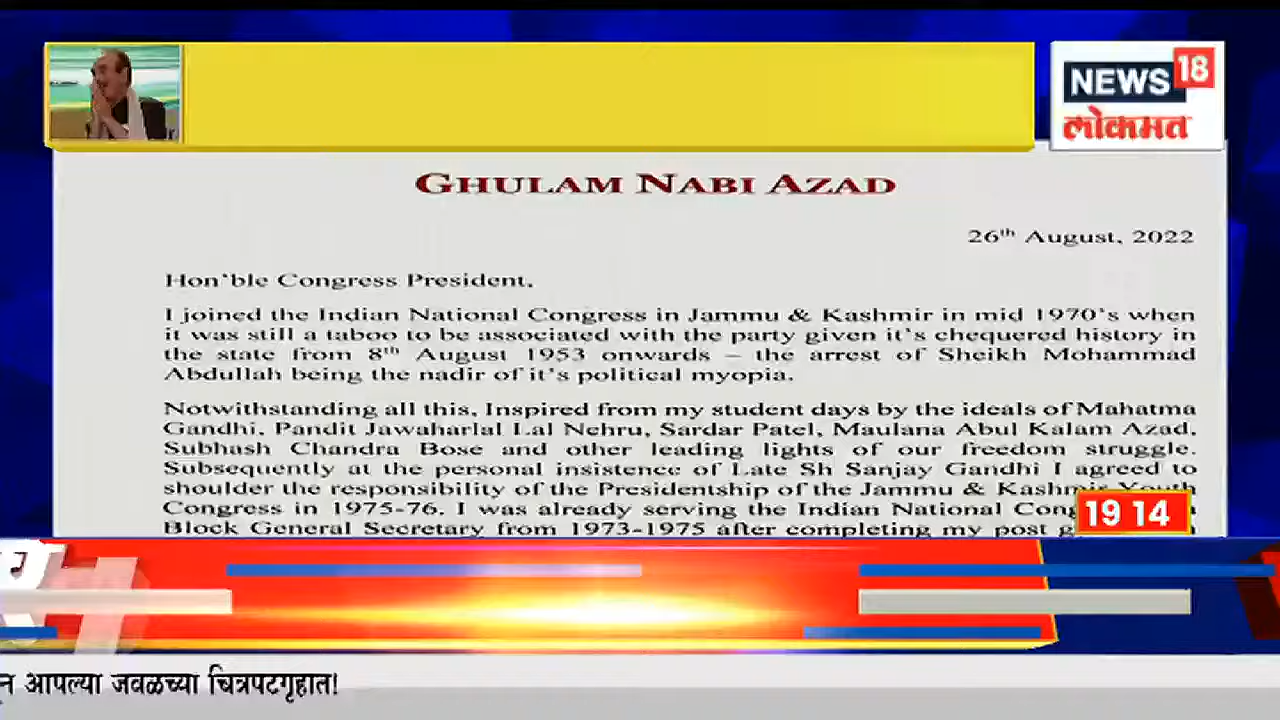 NEWS 18
लोकमत
GHULAM NABI AZAD
26th August, 2022
Hon'ble Congress President,
I joined the Indian National Congress in Jammu & Kashmir in mid 1970's when
it was still a taboo to be associated with the party given it's chequered history in
the state from 8th August 1953 onwards – the arrest of Sheikh Mohammad
Abdullah being the nadir of it's political myopia.
Notwithstanding all this, Inspired from my student days by the ideals of Mahatma
Gandhi, Pandit Jawaharlal Lal Nehru, Sardar Patel, Maulana Abul Kalam Azad,
Subhash Chandra Bose and other leading lights of our freedom struggle.
Subsequently at the personal insistence of Late Sh Sanjay Gandhi I agreed to
shoulder the responsibility of the Presidentship of the Jammu & Kashmir Youth
Congress in 1975-76. I was already serving the Indian National
Block General Secretary from 1973-1975 after completing my post
19 14
आपल्या जवळच्या चित्रपटगृहात!